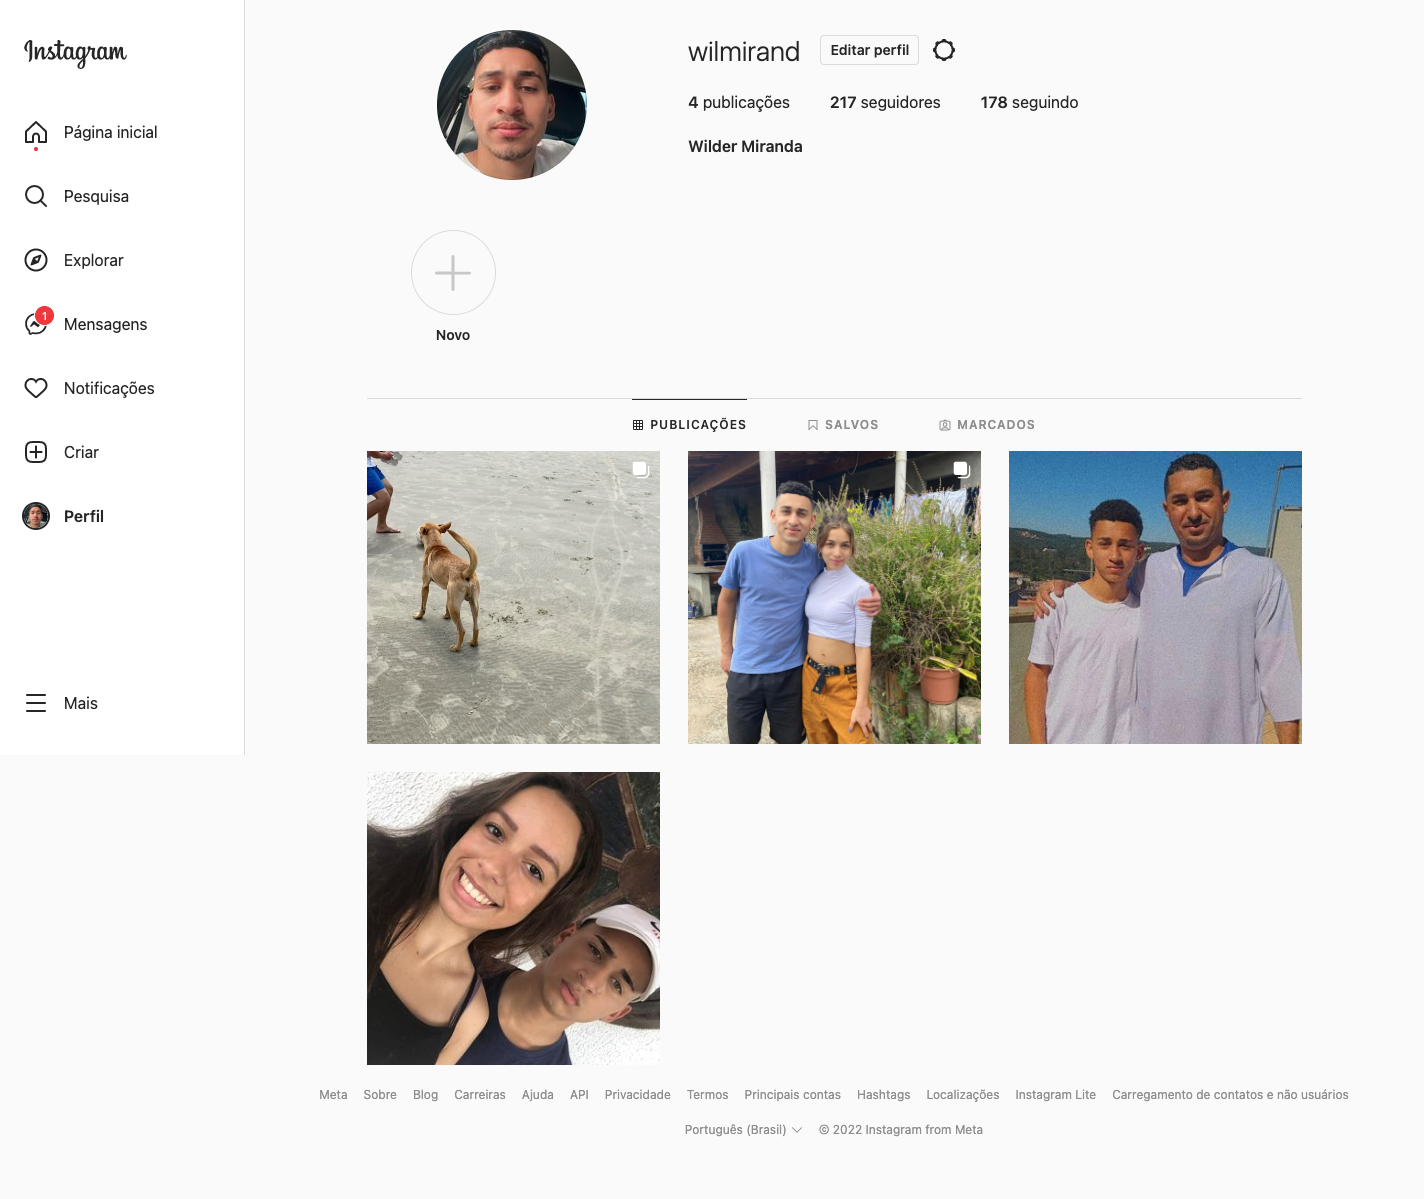 Instagram
Página inicial
Pesquisa
Explorar
1
Mensagens
Notificações
Criar
Perfil
Mais
wilmirand
Editar perfil
4 publicações 217 seguidores 178 seguindo
Wilder Miranda
Novo
PUBLICAÇÕES SALVOS MARCADOS
Meta Sobre Blog Carreiras Ajuda API Privacidade Termos Principais contas Hashtags Localizações Instagram Lite Carregamento de contatos e não usuários
Português (Brasil) © 2022 Instagram from Meta